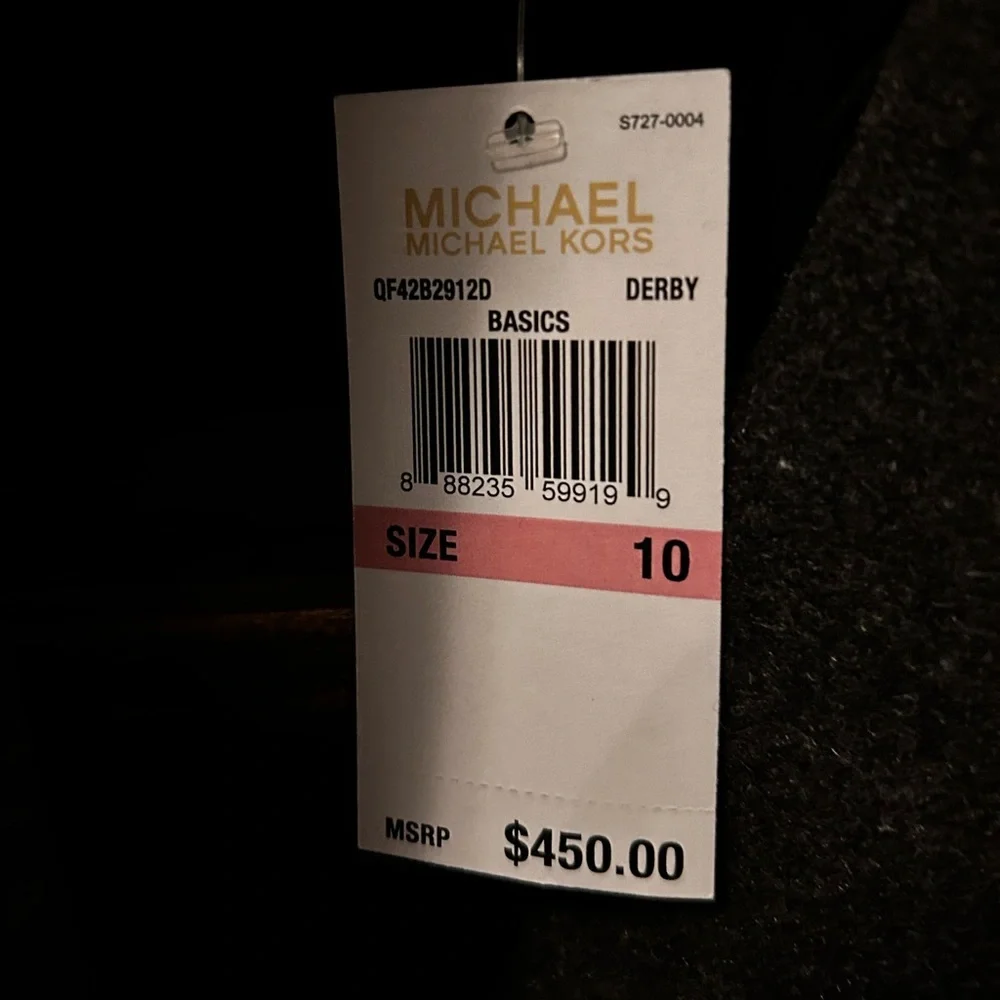 S727-0004
MICHAEL
MICHAEL KORS
QF42B2912D DERBY
BASICS
8 88235 59919 9
SIZE 10
MSRP $450.00